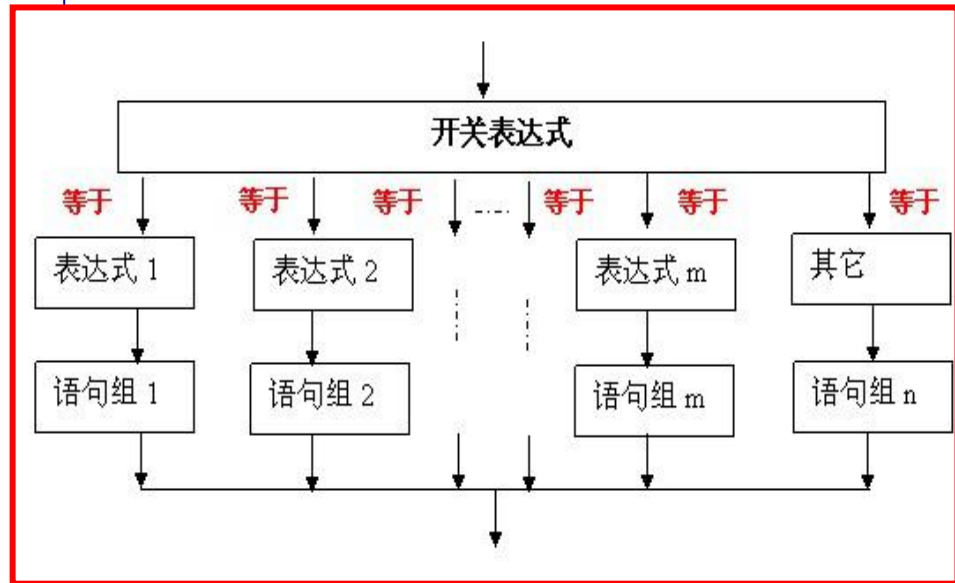 开关表达式
等于 等于 等于 等于 等于 等于
表达式 1 表达式 2 表达式 m 其它
语句组 1 语句组 2 语句组 m 语句组 n